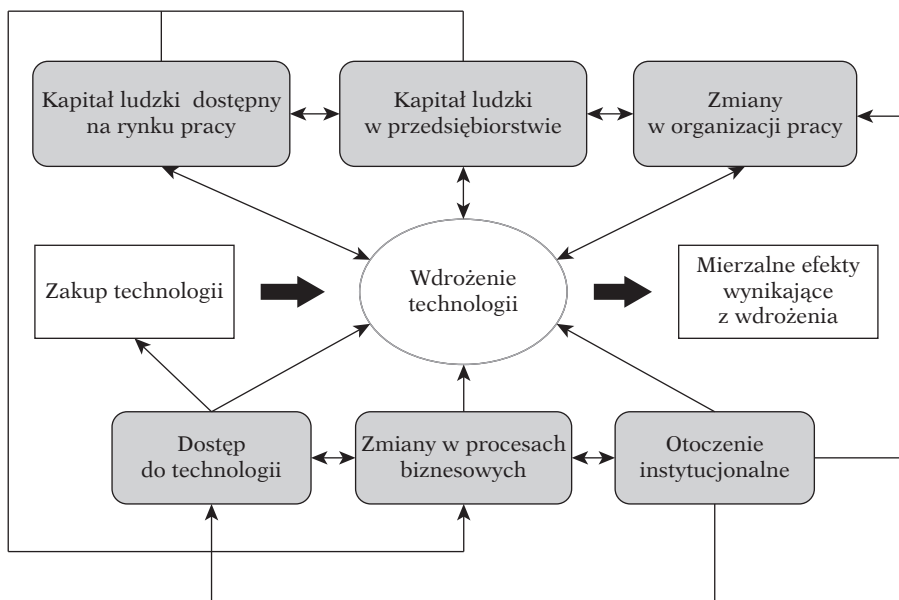 Kapitał ludzki dostępny
na rynku pracy
Kapitał ludzki
w przedsiębiorstwie
Zmiany
w organizacji pracy
Zakup technologii
Wdrożenie
technologii
Mierzalne efekty
wynikające
z wdrożenia
Dostęp
do technologii
Zmiany w procesach
biznesowych
Otoczenie
instytucjonalne